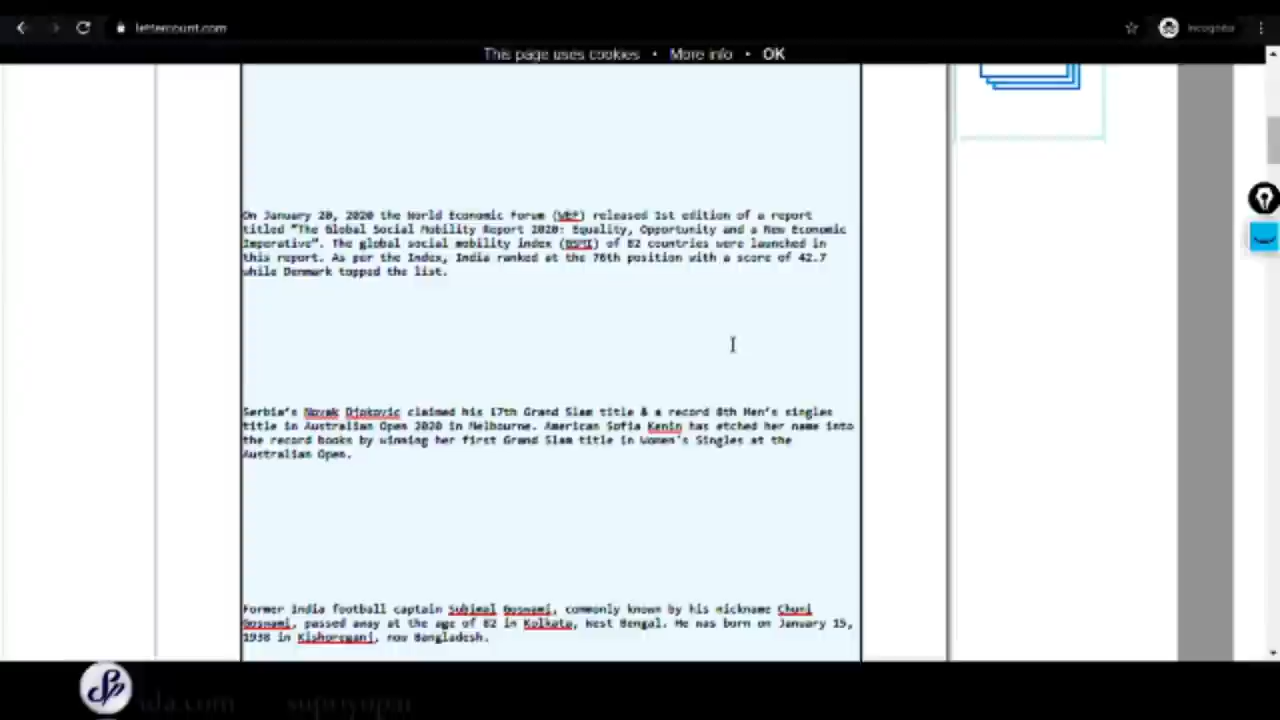 lettercount.com
Incognito
This page uses cookies • More info • OK
On January 20, 2020 the World Economic Forum (WEF) released 1st edition of a report
titled "The Global Social Mobility Report 2020: Equality, Opportunity and a New Economic
Imperative". The global social mobility index (GSMI) of 82 countries were launched in
this report. As per the Index, India ranked at the 76th position with a score of 42.7
while Denmark topped the list.
Serbia's Novak Djokovic claimed his 17th Grand Slam title & a record 8th Men's singles
title in Australian Open 2020 in Melbourne. American Sofia Kenin has etched her name into
the record books by winning her first Grand Slam title in Women's Singles at the
Australian Open.
Former India football captain Subimal Goswami, commonly known by his nickname Chuni
Goswami, passed away at the age of 82 in Kolkata, West Bengal. He was born on January 15,
1938 in Kishoreganj, now Bangladesh.